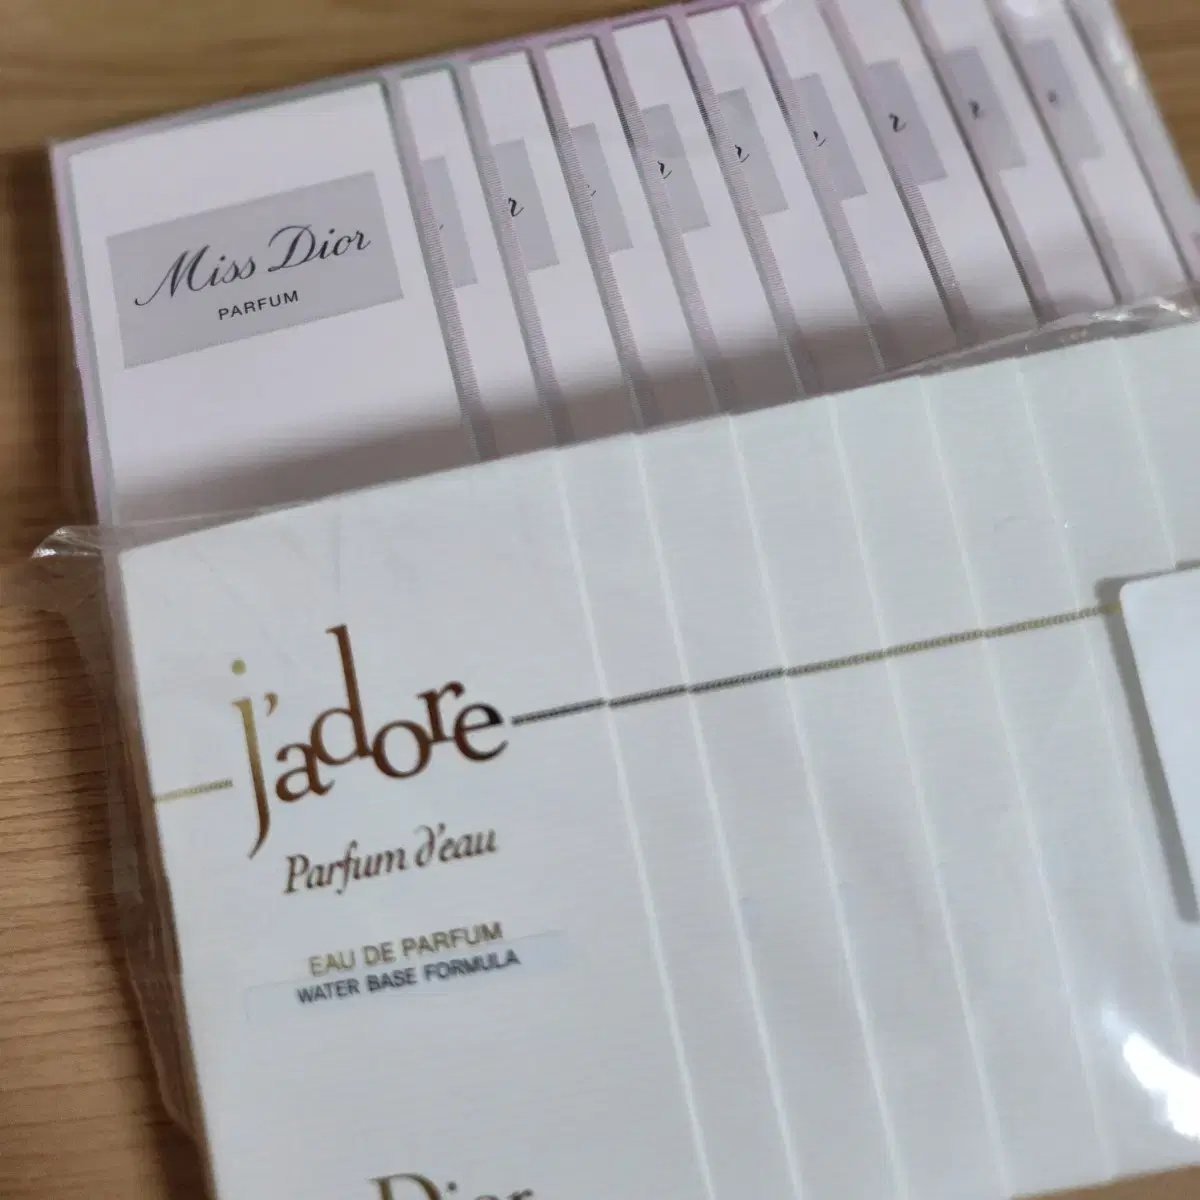 Miss Dior
PARFUM
j'adore
Parfum d'eau
EAU DE PARFUM
WATER BASE FORMULA
Dior